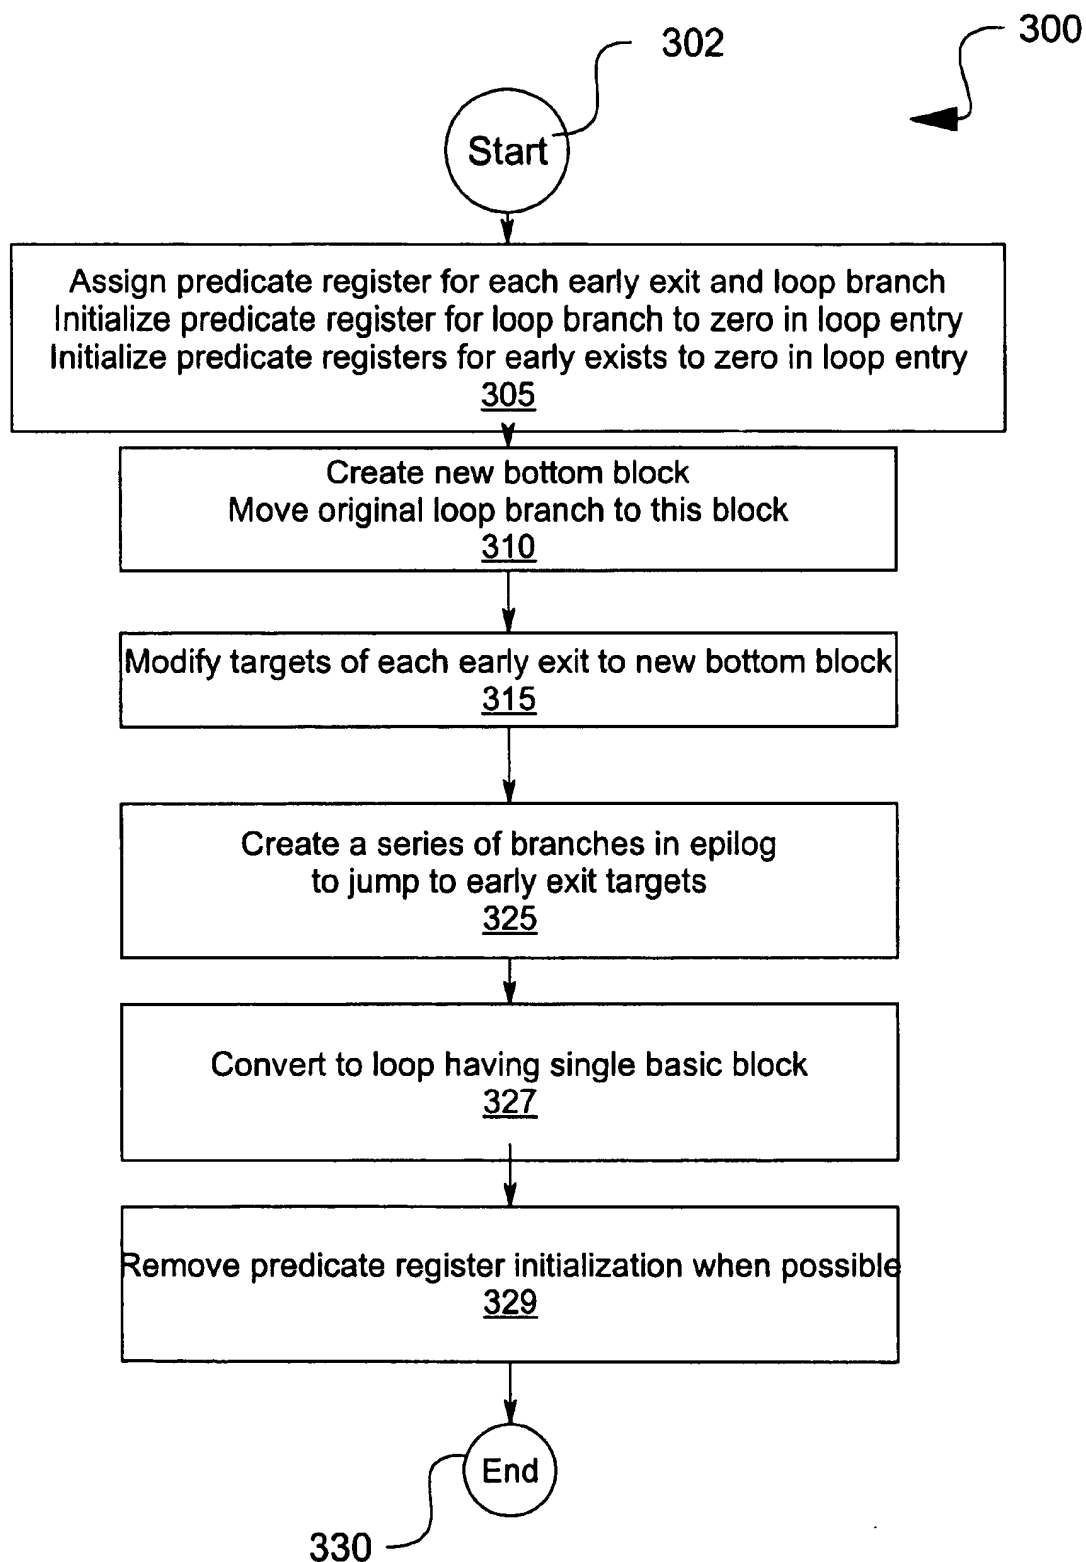 300
302
Start
Assign predicate register for each early exit and loop branch
Initialize predicate register for loop branch to zero in loop entry
Initialize predicate registers for early exists to zero in loop entry
305
Create new bottom block
Move original loop branch to this block
310
Modify targets of each early exit to new bottom block
315
Create a series of branches in epilog
to jump to early exit targets
325
Convert to loop having single basic block
327
Remove predicate register initialization when possible
329
End
330